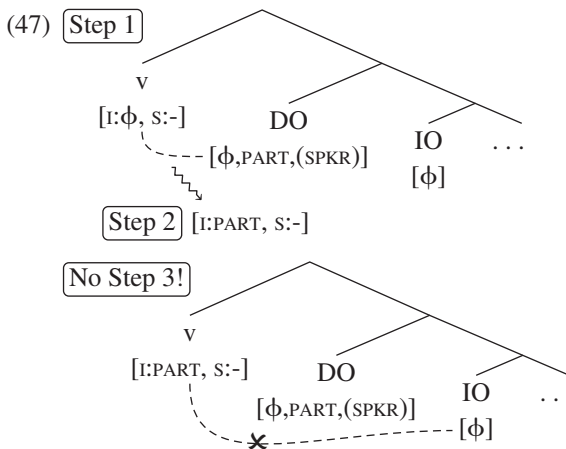 (47) Step 1
v
[I:ϕ, S:-]
DO
[ϕ,PART,(SPKR)]
IO
[ϕ]
. . .
Step 2 [I:PART, S:-]
No Step 3!
v
[I:PART, S:-]
DO
[ϕ,PART,(SPKR)]
IO
[ϕ]
. .